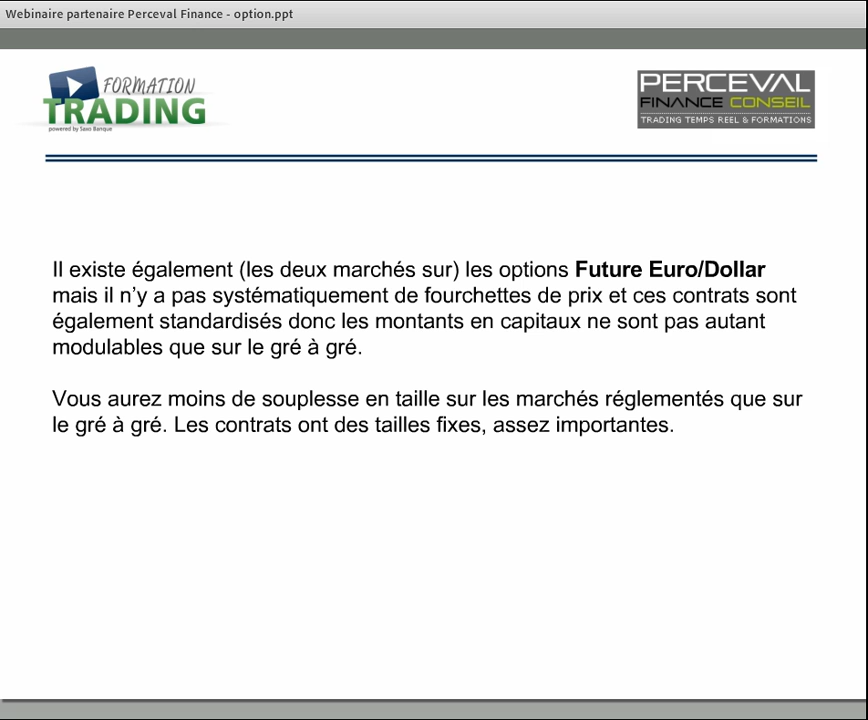 Webinaire partenaire Perceval Finance - option.ppt
FORMATION
TRADING
powered by Saxo Banque
PERCEVAL
FINANCE CONSEIL
TRADING TEMPS REEL & FORMATIONS
Il existe également (les deux marchés sur) les options Future Euro/Dollar
mais il n’y a pas systématiquement de fourchettes de prix et ces contrats sont
également standardisés donc les montants en capitaux ne sont pas autant
modulables que sur le gré à gré.
Vous aurez moins de souplesse en taille sur les marchés réglementés que sur
le gré à gré. Les contrats ont des tailles fixes, assez importantes.